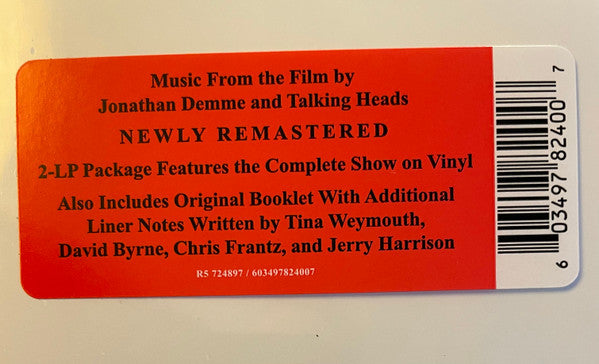 Music From the Film by
Jonathan Demme and Talking Heads
NEWLY REMASTERED
2-LP Package Features the Complete Show on Vinyl
Also Includes Original Booklet With Additional
Liner Notes Written by Tina Weymouth,
David Byrne, Chris Frantz, and Jerry Harrison
R5 724897 / 603497824007
6 03497 82400 7